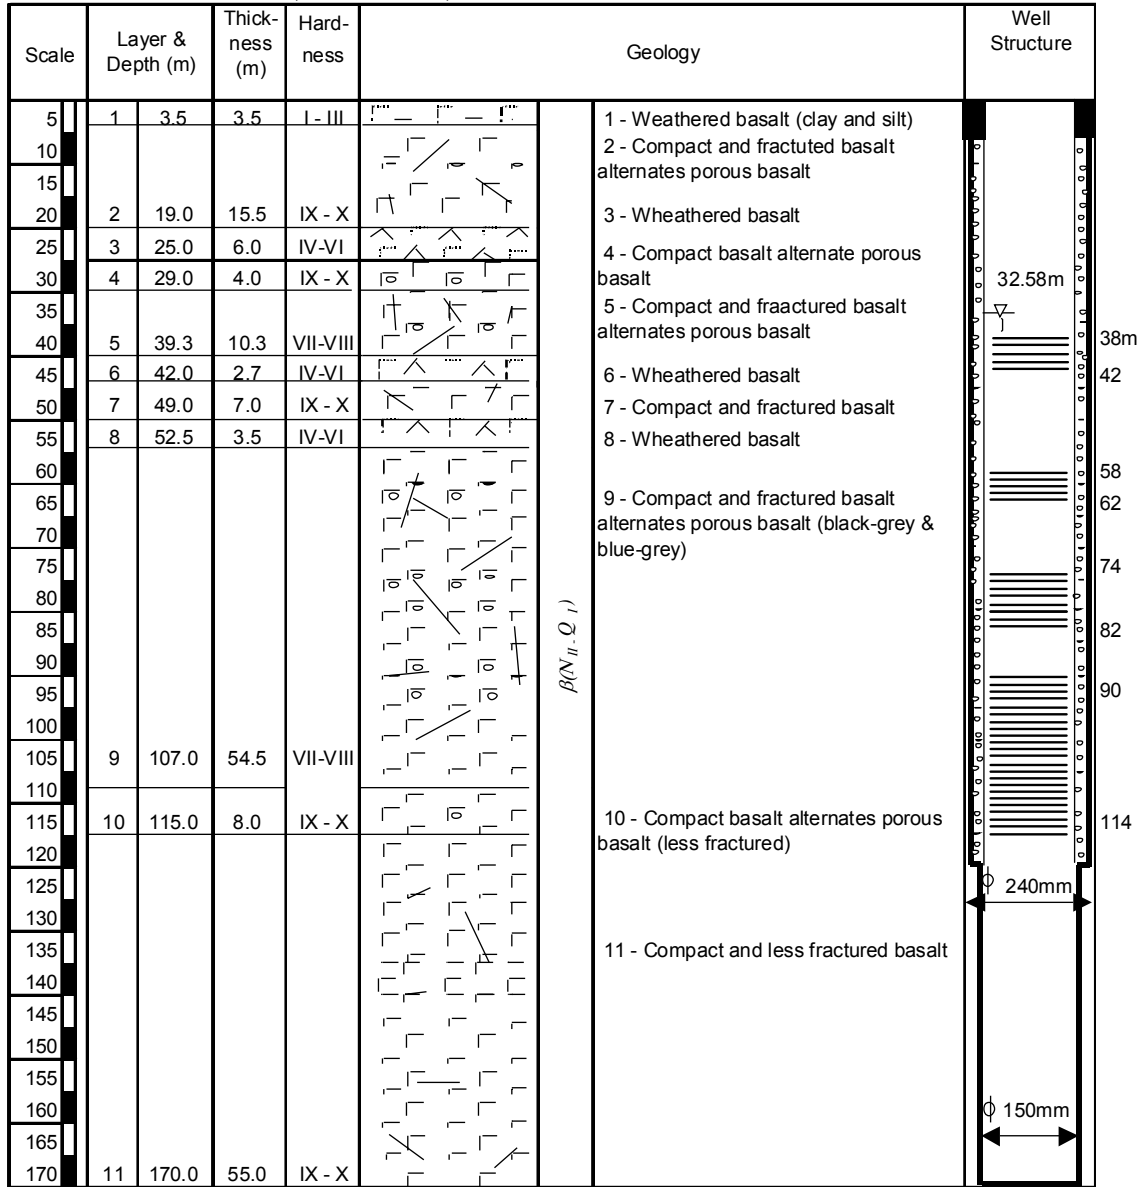 Scale
Layer &
Depth (m)
Thick-
ness
(m)
Hard-
ness
Geology
Well
Structure
5 1 3.5 3.5 I - III
10
15
20 2 19.0 15.5 IX - X
25 3 25.0 6.0 IV-VI
30 4 29.0 4.0 IX - X
35
40 5 39.3 10.3 VII-VIII
45 6 42.0 2.7 IV-VI
50 7 49.0 7.0 IX - X
55 8 52.5 3.5 IV-VI
60
65
70
75
80
85
90
95
100
105 9 107.0 54.5 VII-VIII
110
115 10 115.0 8.0 IX - X
120
125
130
135
140
145
150
155
160
165
170 11 170.0 55.0 IX - X
β(N II - Q I )
1 - Weathered basalt (clay and silt)
2 - Compact and fractuted basalt
alternates porous basalt
3 - Wheathered basalt
4 - Compact basalt alternate porous
basalt
5 - Compact and fraactured basalt
alternates porous basalt
6 - Wheathered basalt
7 - Compact and fractured basalt
8 - Wheathered basalt
9 - Compact and fractured basalt
alternates porous basalt (black-grey &
blue-grey)
10 - Compact basalt alternates porous
basalt (less fractured)
11 - Compact and less fractured basalt
32.58m
38m
42
58
62
74
82
90
114
ϕ 240mm
ϕ 150mm